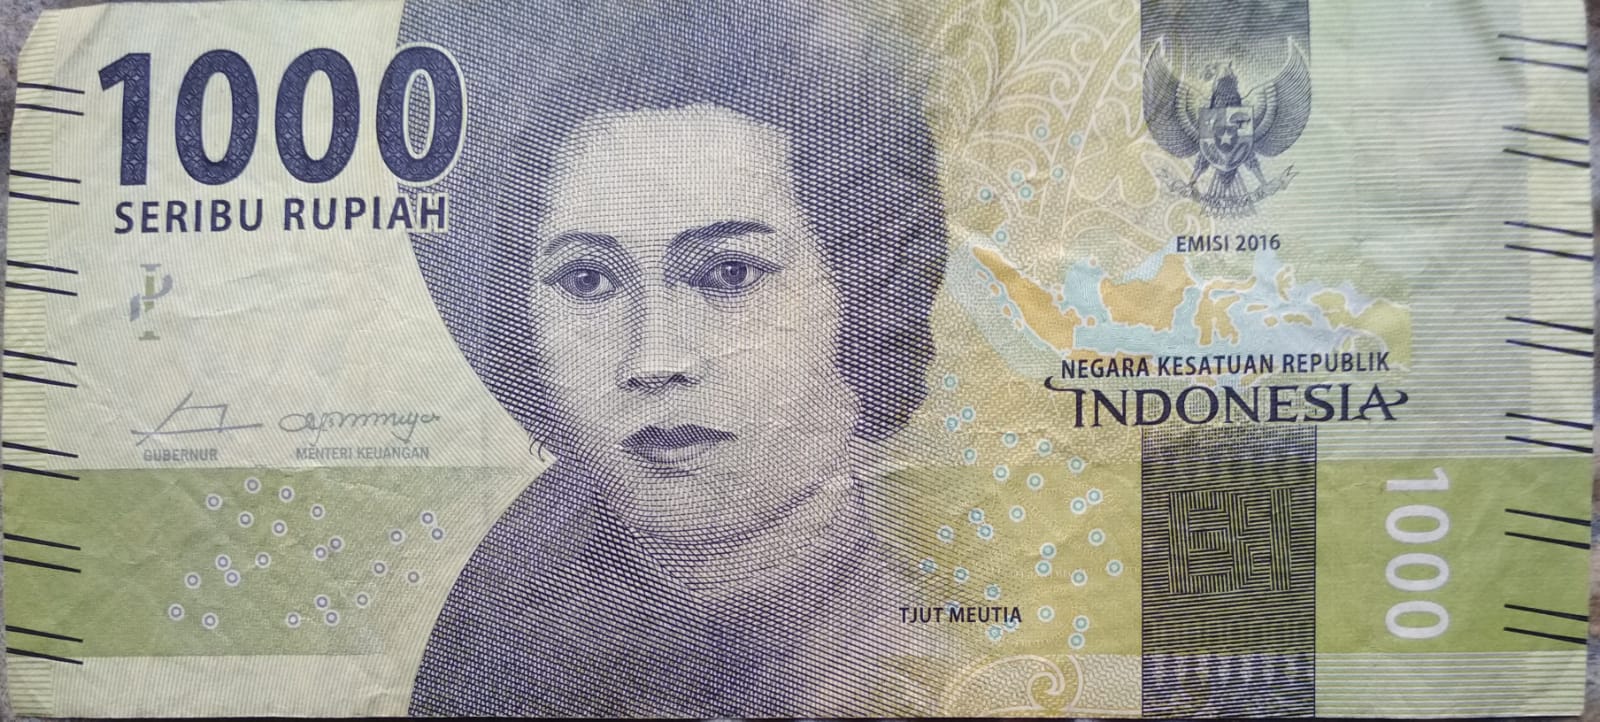 1000
SERIBU RUPIAH
EMISI 2016
NEGARA KESATUAN REPUBLIK
INDONESIA
GUBERNUR
MENTERI KEUANGAN
TJUT MEUTIA
1000